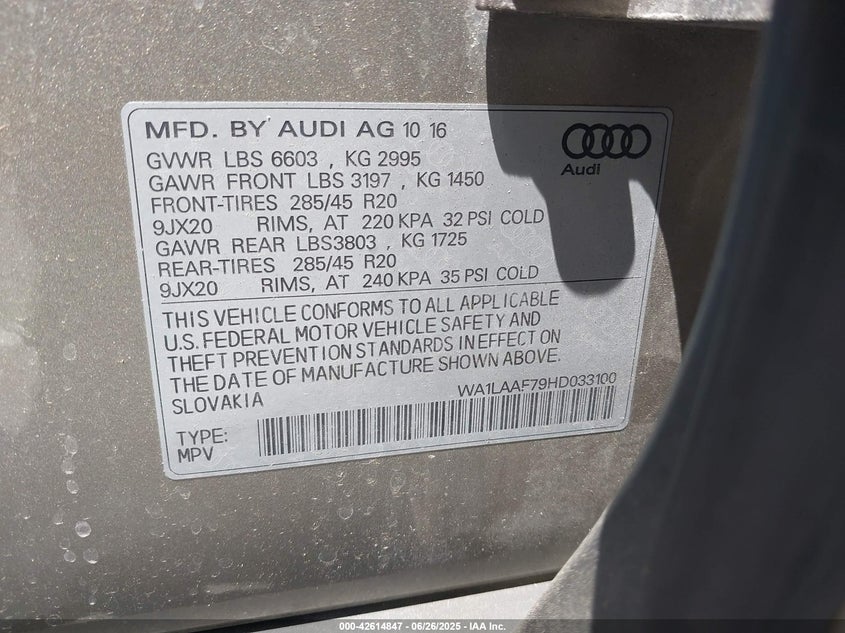 MFD. BY AUDI AG 10 16
GVWR LBS 6603 , KG 2995
GAWR FRONT LBS 3197 , KG 1450
FRONT-TIRES 285/45 R20
9JX20 RIMS, AT 220 KPA 32 PSI COLD
GAWR REAR LBS3803 , KG 1725
REAR-TIRES 285/45 R20
9JX20 RIMS, AT 240 KPA 35 PSI COLD
Audi
THIS VEHICLE CONFORMS TO ALL APPLICABLE
U.S. FEDERAL MOTOR VEHICLE SAFETY AND
THEFT PREVENTION STANDARDS IN EFFECT ON
THE DATE OF MANUFACTURE SHOWN ABOVE.
SLOVAKIA
WA1LAAF79HD033100
TYPE:
MPV
000-42614847 - 06/26/2025 - IAA Inc.